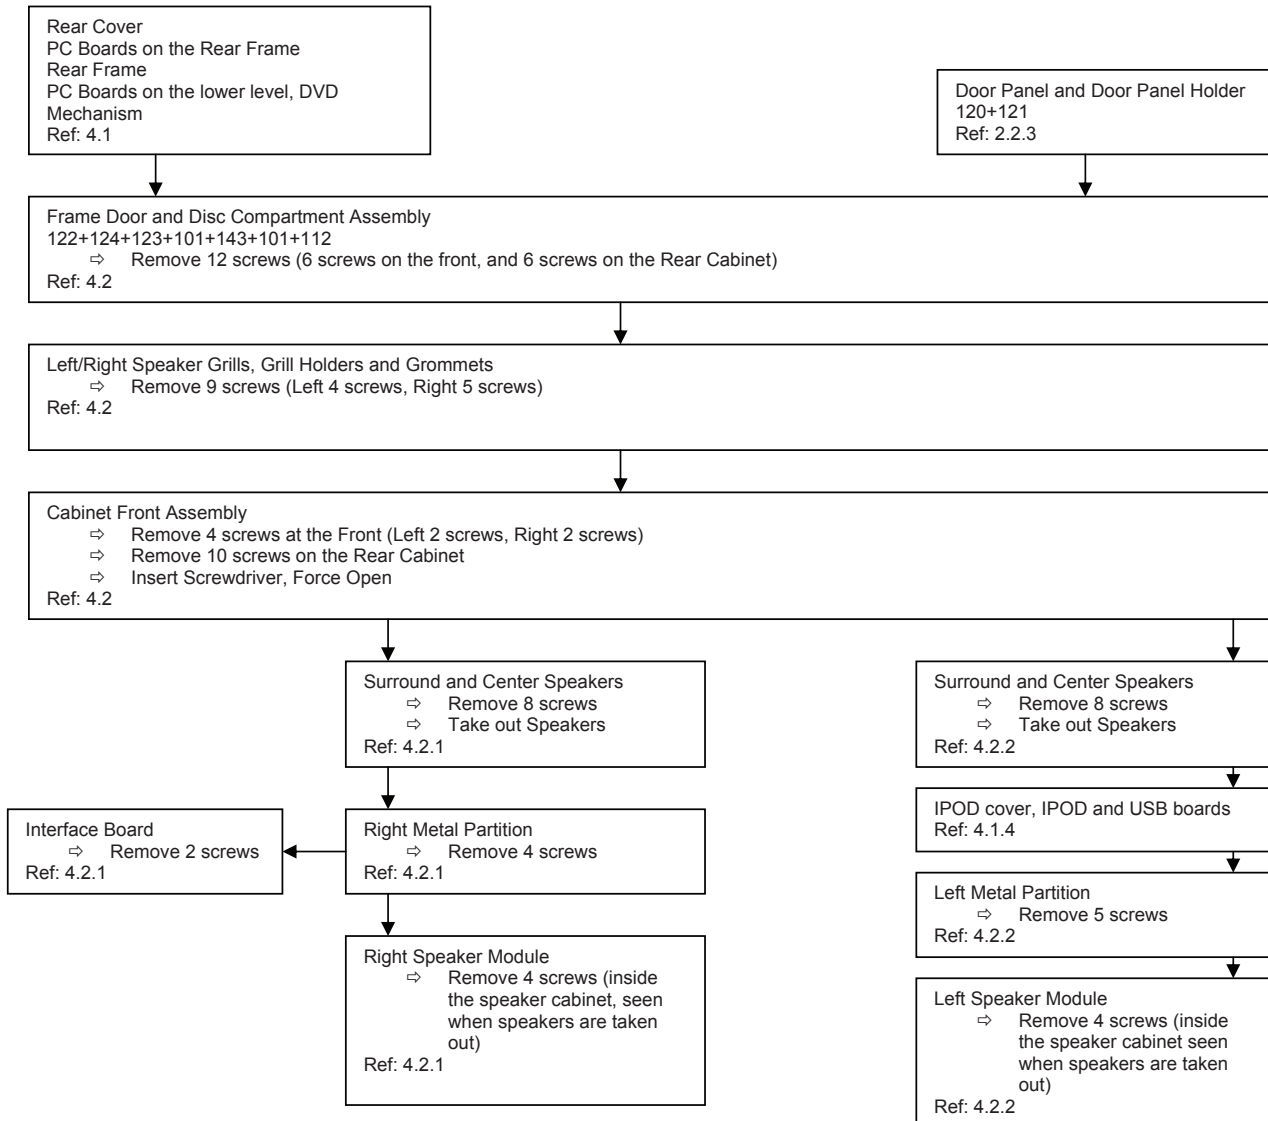 Rear Cover
PC Boards on the Rear Frame
Rear Frame
PC Boards on the lower level, DVD
Mechanism
Ref: 4.1
Door Panel and Door Panel Holder
120+121
Ref: 2.2.3
Frame Door and Disc Compartment Assembly
122+124+123+101+143+101+112
⇨ Remove 12 screws (6 screws on the front, and 6 screws on the Rear Cabinet)
Ref: 4.2
Left/Right Speaker Grills, Grill Holders and Grommets
⇨ Remove 9 screws (Left 4 screws, Right 5 screws)
Ref: 4.2
Cabinet Front Assembly
⇨ Remove 4 screws at the Front (Left 2 screws, Right 2 screws)
⇨ Remove 10 screws on the Rear Cabinet
⇨ Insert Screwdriver, Force Open
Ref: 4.2
Surround and Center Speakers
⇨ Remove 8 screws
⇨ Take out Speakers
Ref: 4.2.1
Surround and Center Speakers
⇨ Remove 8 screws
⇨ Take out Speakers
Ref: 4.2.2
Interface Board
⇨ Remove 2 screws
Ref: 4.2.1
Right Metal Partition
⇨ Remove 4 screws
Ref: 4.2.1
IPOD cover, IPOD and USB boards
Ref: 4.1.4
Left Metal Partition
⇨ Remove 5 screws
Ref: 4.2.2
Right Speaker Module
⇨ Remove 4 screws (inside
the speaker cabinet, seen
when speakers are taken
out)
Ref: 4.2.1
Left Speaker Module
⇨ Remove 4 screws (inside
the speaker cabinet seen
when speakers are taken
out)
Ref: 4.2.2